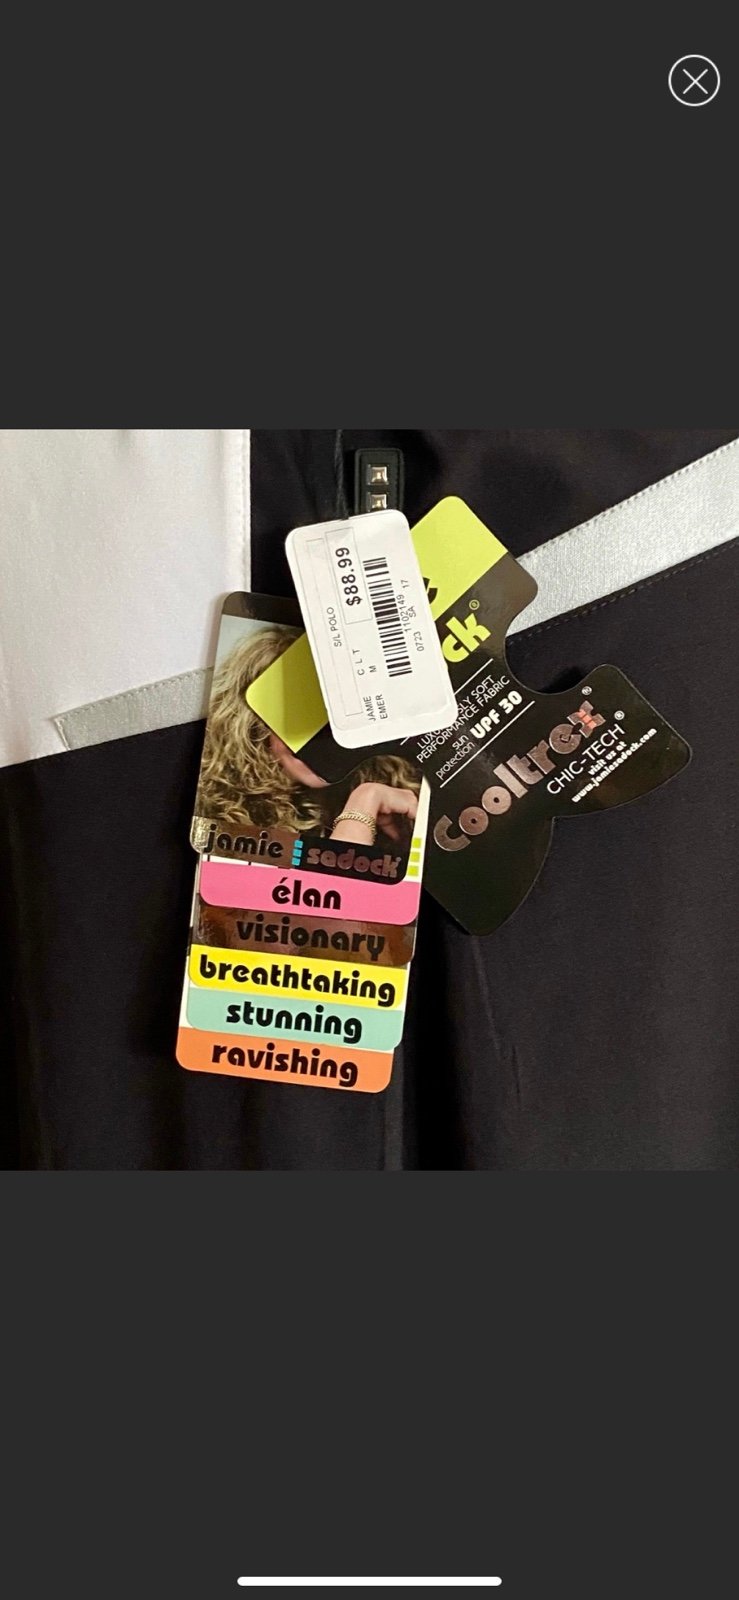 $88.99
S/L POLO
1102149 17
SA
0723
C L T
M
JAMIE
EMER
ck®
SOFT
PERFORMANCE FABRIC
sun
protection UPF 30
Cooltrex®
CHIC-TECH®
visit us at
www.jamiesadock.com
jamie sadock®
élan
visionary
breathtaking
stunning
ravishing